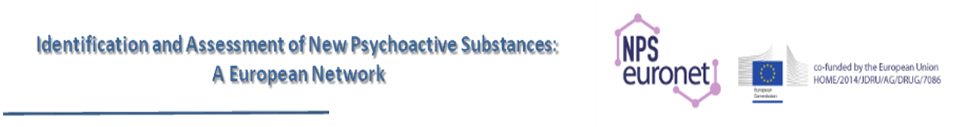 Identification and Assessment of New Psychoactive Substances:
A European Network
NPS
euronet
European
Commission
co-funded by the European Union
HOME/2014/JDRU/AG/DRUG/7086